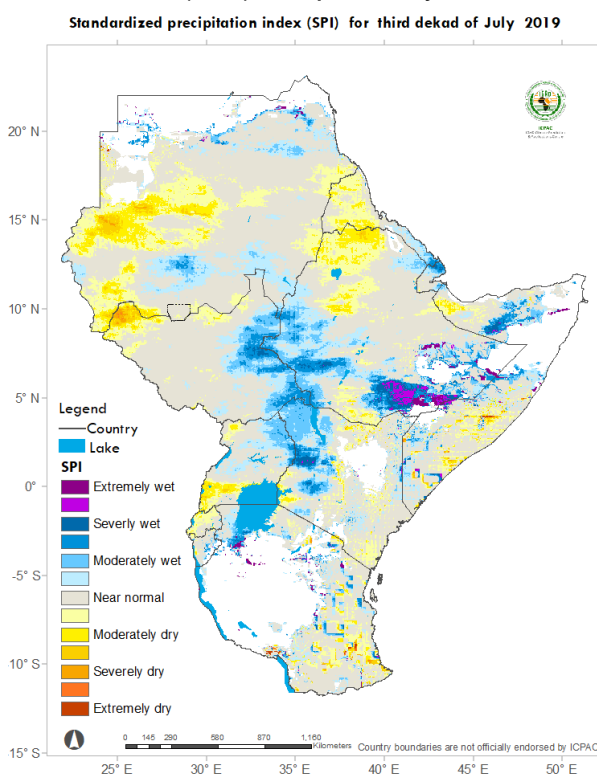 Standardized precipitation index (SPI) for third dekad of July 2019
ICPAC
20° N
15° N
10° N
5° N
0°
-5° S
-10° S
-15° S
Legend
Country
Lake
SPI
Extremely wet
Severly wet
Moderately wet
Near normal
Moderately dry
Severely dry
Extremely dry
0 145 290 580 870 1,160
Kilometers
Country boundaries are not officially endorsed by ICPAC
25° E 30° E 35° E 40° E 45° E 50° E